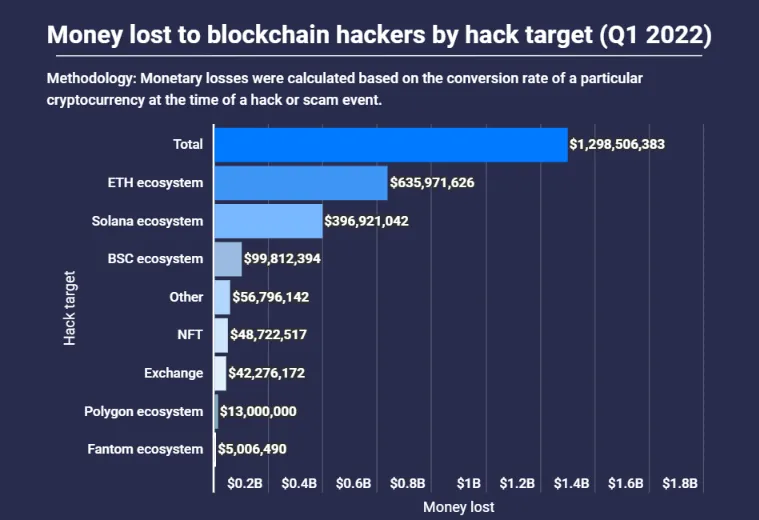 Money lost to blockchain hackers by hack target (Q1 2022)
Methodology: Monetary losses were calculated based on the conversion rate of a particular
cryptocurrency at the time of a hack or scam event.
Hack target
Total $1,298,506,383
ETH ecosystem $635,971,626
Solana ecosystem $396,921,042
BSC ecosystem $99,812,394
Other $56,796,142
NFT $48,722,517
Exchange $42,276,172
Polygon ecosystem $13,000,000
Fantom ecosystem $5,006,490
$0.2B $0.4B $0.6B $0.8B $1B $1.2B $1.4B $1.6B $1.8B
Money lost